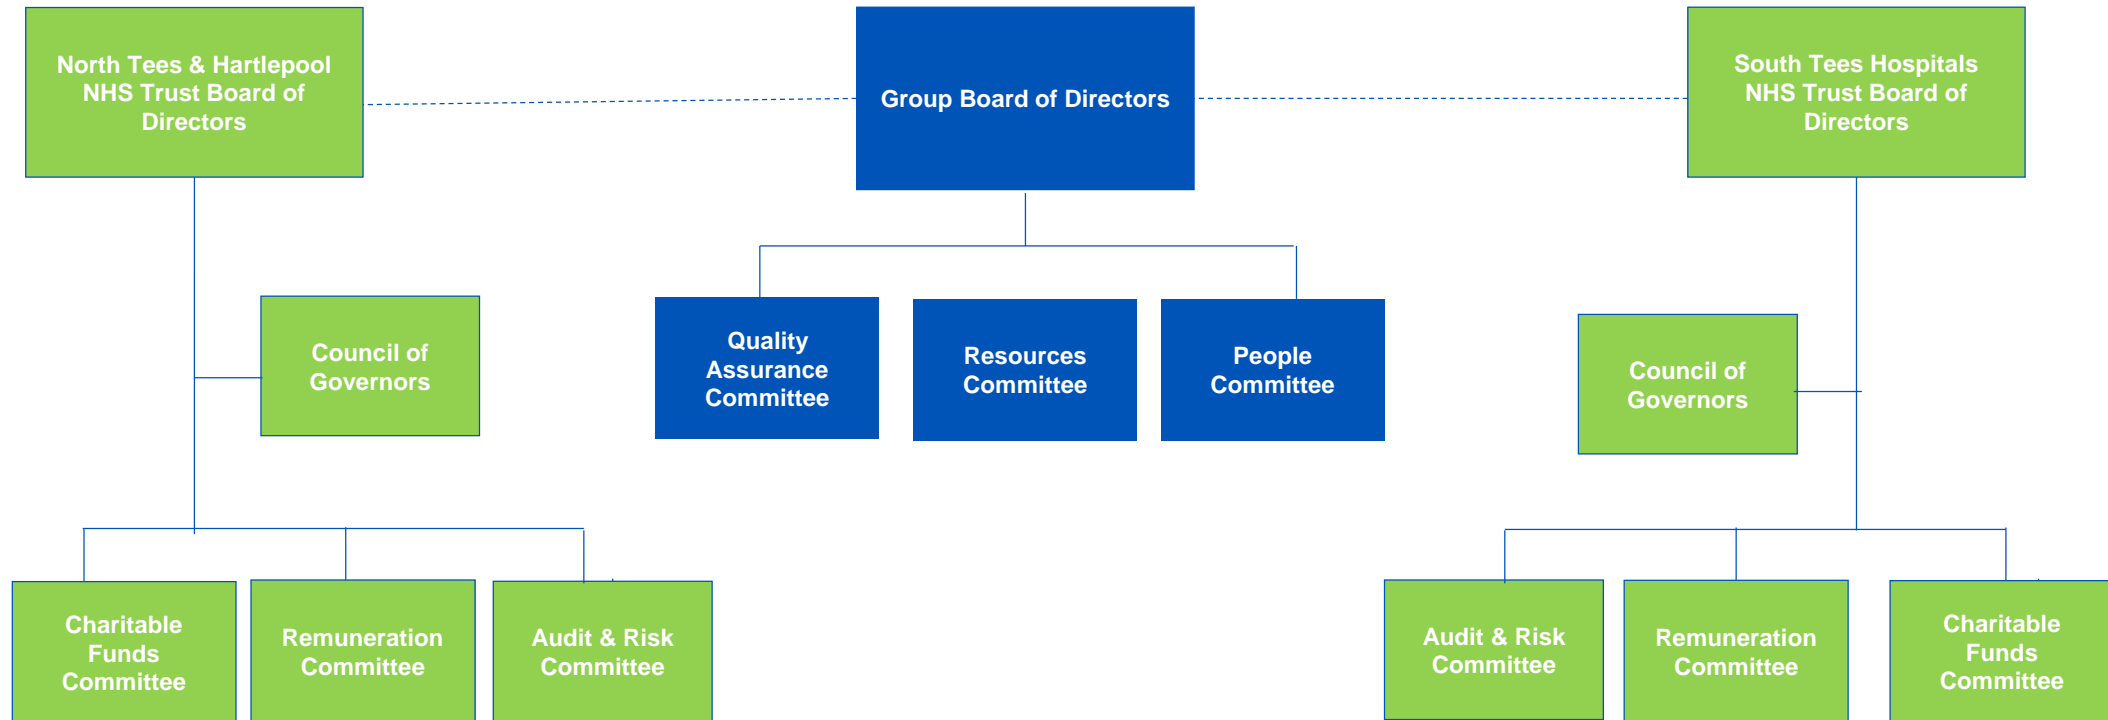 North Tees & Hartlepool
NHS Trust Board of
Directors
Group Board of Directors
South Tees Hospitals
NHS Trust Board of
Directors
Council of
Governors
Quality
Assurance
Committee
Resources
Committee
People
Committee
Council of
Governors
Charitable
Funds
Committee
Remuneration
Committee
Audit & Risk
Committee
Audit & Risk
Committee
Remuneration
Committee
Charitable
Funds
Committee